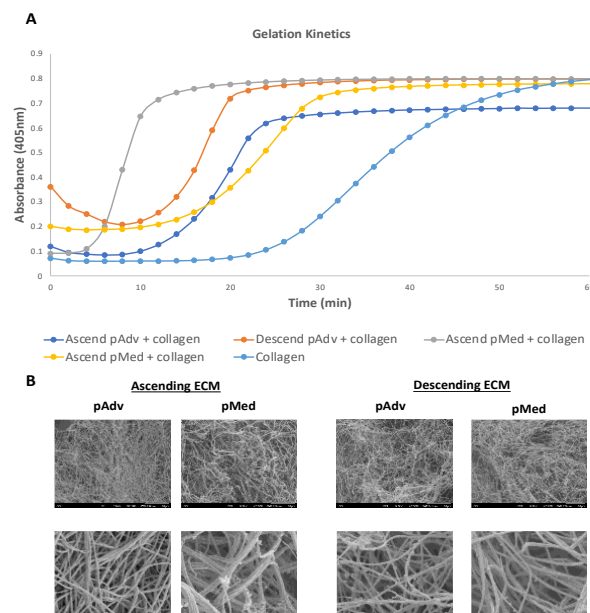 A
Gelation Kinetics
0.9
0.8
0.7
0.6
0.5
0.4
0.3
0.2
0.1
0
Absorbance (405nm)
0 10 20 30 40 50 6
Time (min)
Ascend pAdv + collagen Descend pAdv + collagen Ascend pMed + collagen
Ascend pMed + collagen Collagen
B
Ascending ECM Descending ECM
pAdv pMed pAdv pMed